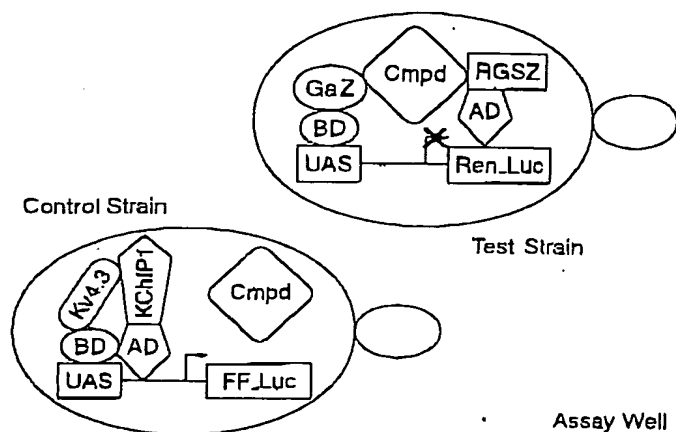 Cmpd
RGSZ
GaZ
AD
BD
UAS
Ren_Luc
Test Strain
Control Strain
Kv4.3
KChIP1
Cmpd
BD
AD
UAS
FF_Luc
Assay Well